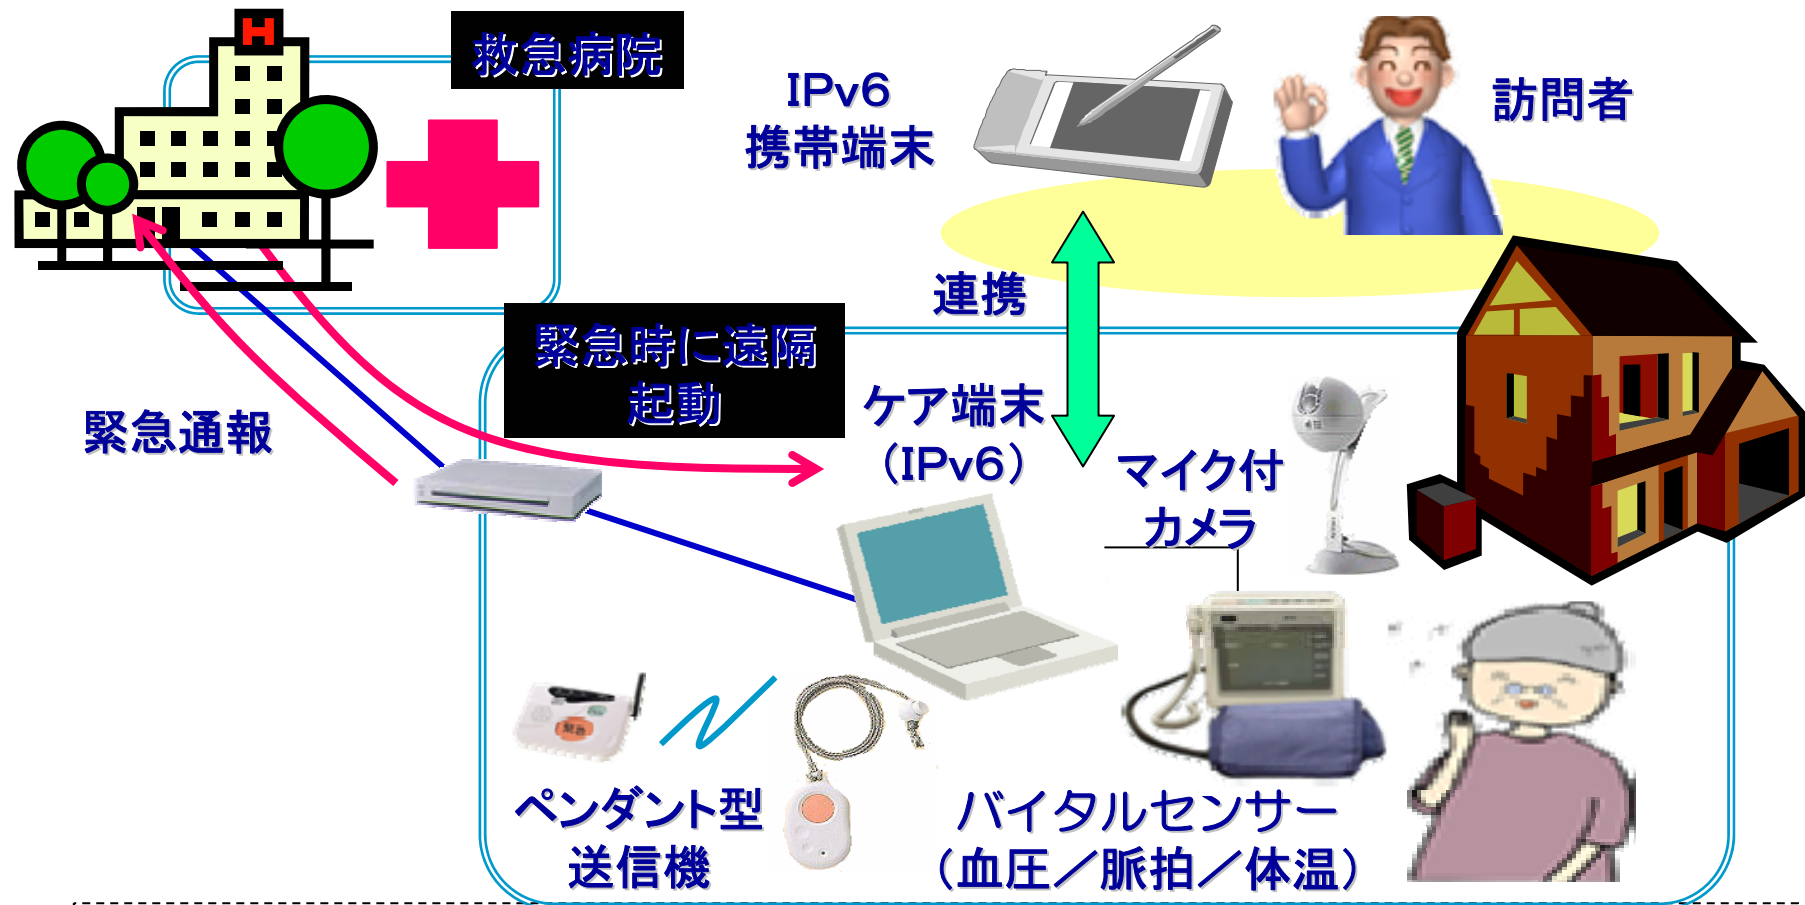 H
救急病院
IPv6
携帯端末
訪問者
連携
緊急時に遠隔
起動
緊急通報
ケア端末
（IPv6）
マイク付
カメラ
緊急
ペンダント型
送信機
バイタルセンサー
（血圧／脈拍／体温）